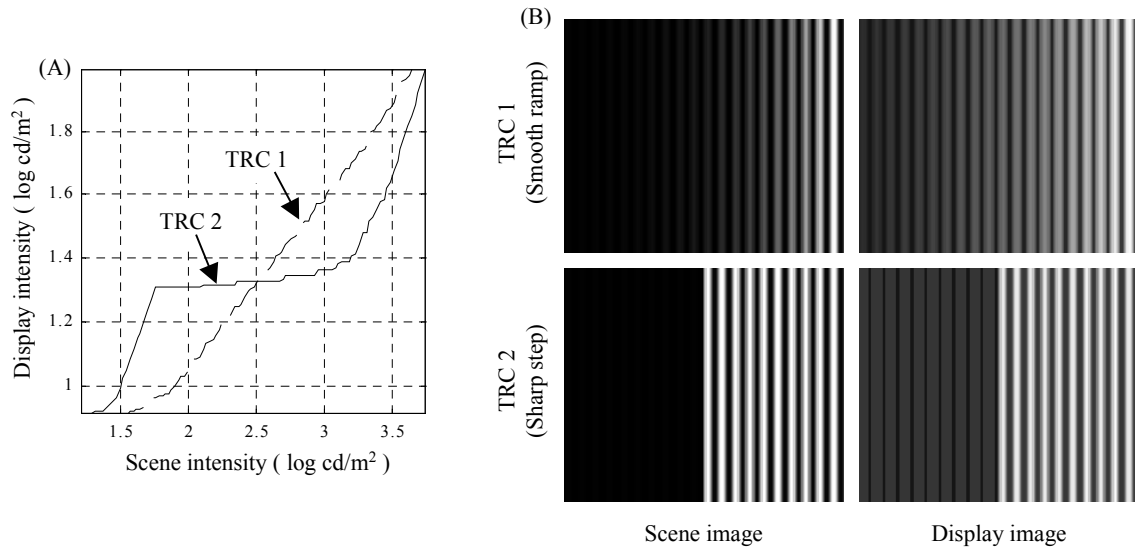 (A)
Display intensity ( log cd/m²)
1.8
1.6
1.4
1.2
1
1.5
2
2.5
3
3.5
Scene intensity ( log cd/m²)
TRC 1
TRC 2
(B)
TRC 1
(Smooth ramp)
TRC 2
(Sharp step)
Scene image
Display image